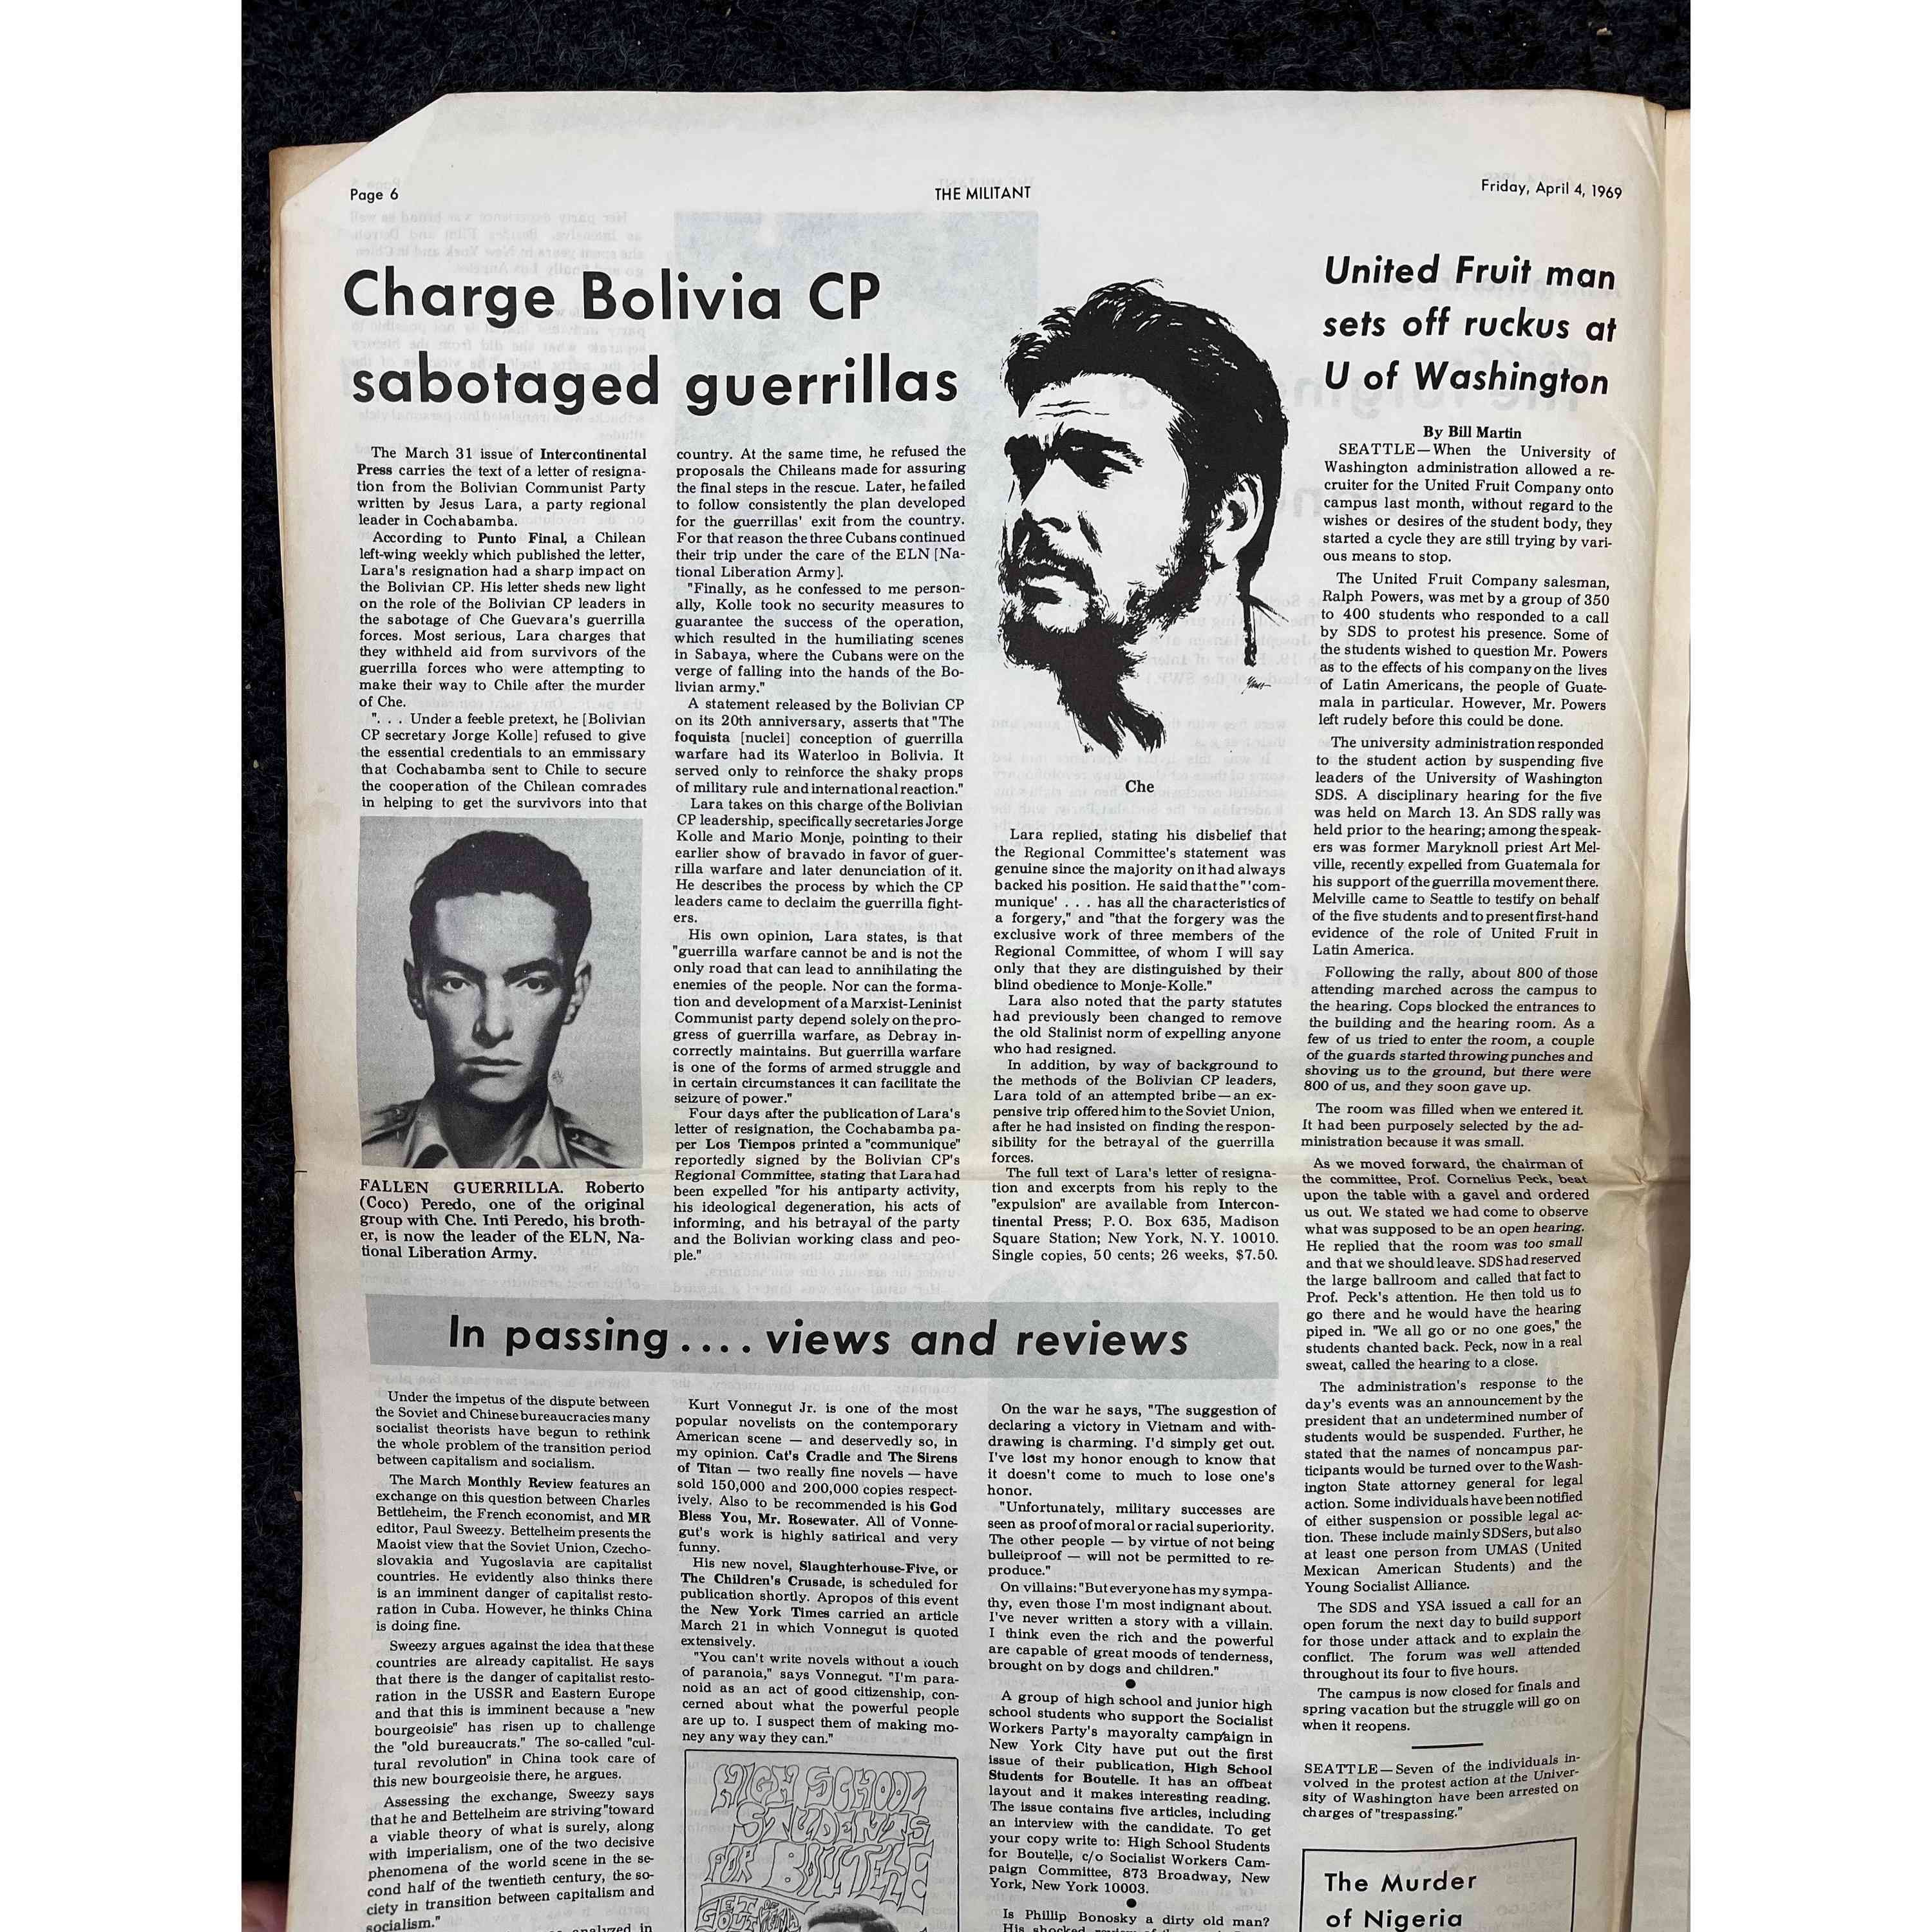 Page 6
THE MILITANT
Friday, April 4, 1969
Charge Bolivia CP
sabotaged guerrillas
The March 31 issue of Intercontinental
Press carries the text of a letter of resigna-
tion from the Bolivian Communist Party
written by Jesus Lara, a party regional
leader in Cochabamba.
According to Punto Final, a Chilean
left-wing weekly which published the letter,
Lara's resignation had a sharp impact on
the Bolivian CP. His letter sheds new light
on the role of the Bolivian CP leaders in
the sabotage of Che Guevara's guerrilla
forces. Most serious, Lara charges that
they withheld aid from survivors of the
guerrilla forces who were attempting to
make their way to Chile after the murder
of Che.
". . . Under a feeble pretext, he [Bolivian
CP secretary Jorge Kolle] refused to give
the essential credentials to an emmissary
that Cochabamba sent to Chile to secure
the cooperation of the Chilean comrades
in helping to get the survivors into that
FALLEN GUERRILLA. Roberto
(Coco) Peredo, one of the original
group with Che. Inti Peredo, his broth-
er, is now the leader of the ELN, Na-
tional Liberation Army.
country. At the same time, he refused the
proposals the Chileans made for assuring
the final steps in the rescue. Later, he failed
to follow consistently the plan developed
for the guerrillas' exit from the country.
For that reason the three Cubans continued
their trip under the care of the ELN [Na-
tional Liberation Army].
"Finally, as he confessed to me person-
ally, Kolle took no security measures to
guarantee the success of the operation,
which resulted in the humiliating scenes
in Sabaya, where the Cubans were on the
verge of falling into the hands of the Bo-
livian army."
A statement released by the Bolivian CP
on its 20th anniversary, asserts that "The
foquista [nuclei] conception of guerrilla
warfare had its Waterloo in Bolivia. It
served only to reinforce the shaky props
of military rule and international reaction."
Lara takes on this charge of the Bolivian
CP leadership, specifically secretaries Jorge
Kolle and Mario Monje, pointing to their
earlier show of bravado in favor of guer-
rilla warfare and later denunciation of it.
He describes the process by which the CP
leaders came to declaim the guerrilla fight-
ers.
His own opinion, Lara states, is that
"guerrilla warfare cannot be and is not the
only road that can lead to annihilating the
enemies of the people. Nor can the forma-
tion and development of a Marxist-Leninist
Communist party depend solely on the pro-
gress of guerrilla warfare, as Debray in-
correctly maintains. But guerrilla warfare
is one of the forms of armed struggle and
in certain circumstances it can facilitate the
seizure of power."
Four days after the publication of Lara's
letter of resignation, the Cochabamba pa-
per Los Tiempos printed a "communique"
reportedly signed by the Bolivian CP's
Regional Committee, stating that Lara had
been expelled "for his antiparty activity,
his ideological degeneration, his acts of
informing, and his betrayal of the party
and the Bolivian working class and peo-
ple."
Che
Lara replied, stating his disbelief that
the Regional Committee's statement was
genuine since the majority on it had always
backed his position. He said that the "'com-
munique' . . . has all the characteristics of
a forgery," and "that the forgery was the
exclusive work of three members of the
Regional Committee, of whom I will say
only that they are distinguished by their
blind obedience to Monje-Kolle."
Lara also noted that the party statutes
had previously been changed to remove
the old Stalinist norm of expelling anyone
who had resigned.
In addition, by way of background to
the methods of the Bolivian CP leaders,
Lara told of an attempted bribe—an ex-
pensive trip offered him to the Soviet Union,
after he had insisted on finding the respon-
sibility for the betrayal of the guerrilla
forces.
The full text of Lara's letter of resigna-
tion and excerpts from his reply to the
"expulsion" are available from Intercon-
tinental Press; P.O. Box 635, Madison
Square Station; New York, N.Y. 10010.
Single copies, 50 cents; 26 weeks, $7.50.
United Fruit man
sets off ruckus at
U of Washington
By Bill Martin
SEATTLE—When the University of
Washington administration allowed a re-
cruiter for the United Fruit Company onto
campus last month, without regard to the
wishes or desires of the student body, they
started a cycle they are still trying by vari-
ous means to stop.
The United Fruit Company salesman,
Ralph Powers, was met by a group of 350
to 400 students who responded to a call
by SDS to protest his presence. Some of
the students wished to question Mr. Powers
as to the effects of his company on the lives
of Latin Americans, the people of Guate-
mala in particular. However, Mr. Powers
left rudely before this could be done.
The university administration responded
to the student action by suspending five
leaders of the University of Washington
SDS. A disciplinary hearing for the five
was held on March 13. An SDS rally was
held prior to the hearing; among the speak-
ers was former Maryknoll priest Art Mel-
ville, recently expelled from Guatemala for
his support of the guerrilla movement there.
Melville came to Seattle to testify on behalf
of the five students and to present first-hand
evidence of the role of United Fruit in
Latin America.
Following the rally, about 800 of those
attending marched across the campus to
the hearing. Cops blocked the entrances to
the building and the hearing room. As a
few of us tried to enter the room, a couple
of the guards started throwing punches and
shoving us to the ground, but there were
800 of us, and they soon gave up.
The room was filled when we entered it.
It had been purposely selected by the ad-
ministration because it was small.
As we moved forward, the chairman of
the committee, Prof. Cornelius Peck, beat
upon the table with a gavel and ordered
us out. We stated we had come to observe
what was supposed to be an open hearing.
He replied that the room was too small
and that we should leave. SDS had reserved
the large ballroom and called that fact to
Prof. Peck's attention. He then told us to
go there and he would have the hearing
piped in. "We all go or no one goes," the
students chanted back. Peck, now in a real
sweat, called the hearing to a close.
The administration's response to the
day's events was an announcement by the
president that an undetermined number of
students would be suspended. Further, he
stated that the names of noncampus par-
ticipants would be turned over to the Wash-
ington State attorney general for legal
action. Some individuals have been notified
of either suspension or possible legal ac-
tion. These include mainly SDSers, but also
at least one person from UMAS (United
Mexican American Students) and the
Young Socialist Alliance.
The SDS and YSA issued a call for an
open forum the next day to build support
for those under attack and to explain the
conflict. The forum was well attended
throughout its four to five hours.
The campus is now closed for finals and
spring vacation but the struggle will go on
when it reopens.
SEATTLE—Seven of the individuals in-
volved in the protest action at the Univer-
sity of Washington have been arrested on
charges of "trespassing."
The Murder
of Nigeria
In passing.... views and reviews
Under the impetus of the dispute between
the Soviet and Chinese bureaucracies many
socialist theorists have begun to rethink
the whole problem of the transition period
between capitalism and socialism.
The March Monthly Review features an
exchange on this question between Charles
Bettleheim, the French economist, and MR
editor, Paul Sweezy. Bettelheim presents the
Maoist view that the Soviet Union, Czecho-
slovakia and Yugoslavia are capitalist
countries. He evidently also thinks there
is an imminent danger of capitalist resto-
ration in Cuba. However, he thinks China
is doing fine.
Sweezy argues against the idea that these
countries are already capitalist. He says
that there is the danger of capitalist resto-
ration in the USSR and Eastern Europe
and that this is imminent because a "new
bourgeoisie" has risen up to challenge
the "old bureaucrats." The so-called "cul-
tural revolution" in China took care of
this new bourgeoisie there, he argues.
Assessing the exchange, Sweezy says
that he and Bettelheim are striving "toward
a viable theory of what is surely, along
with imperialism, one of the two decisive
phenomena of the world scene in the se-
cond half of the twentieth century, the so-
ciety in transition between capitalism and
socialism."
analyzed in
Kurt Vonnegut Jr. is one of the most
popular novelists on the contemporary
American scene — and deservedly so, in
my opinion. Cat's Cradle and The Sirens
of Titan — two really fine novels — have
sold 150,000 and 200,000 copies respect-
ively. Also to be recommended is his God
Bless You, Mr. Rosewater. All of Vonne-
gut's work is highly satirical and very
funny.
His new novel, Slaughterhouse-Five, or
The Children's Crusade, is scheduled for
publication shortly. Apropos of this event
the New York Times carried an article
March 21 in which Vonnegut is quoted
extensively.
"You can't write novels without a touch
of paranoia," says Vonnegut. "I'm para-
noid as an act of good citizenship, con-
cerned about what the powerful people
are up to. I suspect them of making mo-
ney any way they can."
HIGH SCHOOL
STUDENTS
FOR BOUTELLE
On the war he says, "The suggestion of
declaring a victory in Vietnam and with-
drawing is charming. I'd simply get out.
I've lost my honor enough to know that
it doesn't come to much to lose one's
honor.
"Unfortunately, military successes are
seen as proof of moral or racial superiority.
The other people — by virtue of not being
bulletproof — will not be permitted to re-
produce."
On villains: "But everyone has my sympa-
thy, even those I'm most indignant about.
I've never written a story with a villain.
I think even the rich and the powerful
are capable of great moods of tenderness,
brought on by dogs and children."
A group of high school and junior high
school students who support the Socialist
Workers Party's mayoralty campaign in
New York City have put out the first
issue of their publication, High School
Students for Boutelle. It has an offbeat
layout and it makes interesting reading.
The issue contains five articles, including
an interview with the candidate. To get
your copy write to: High School Students
for Boutelle, c/o Socialist Workers Cam-
paign Committee, 873 Broadway, New
York, New York 10003.
Is Phillip Bonosky a dirty old man?